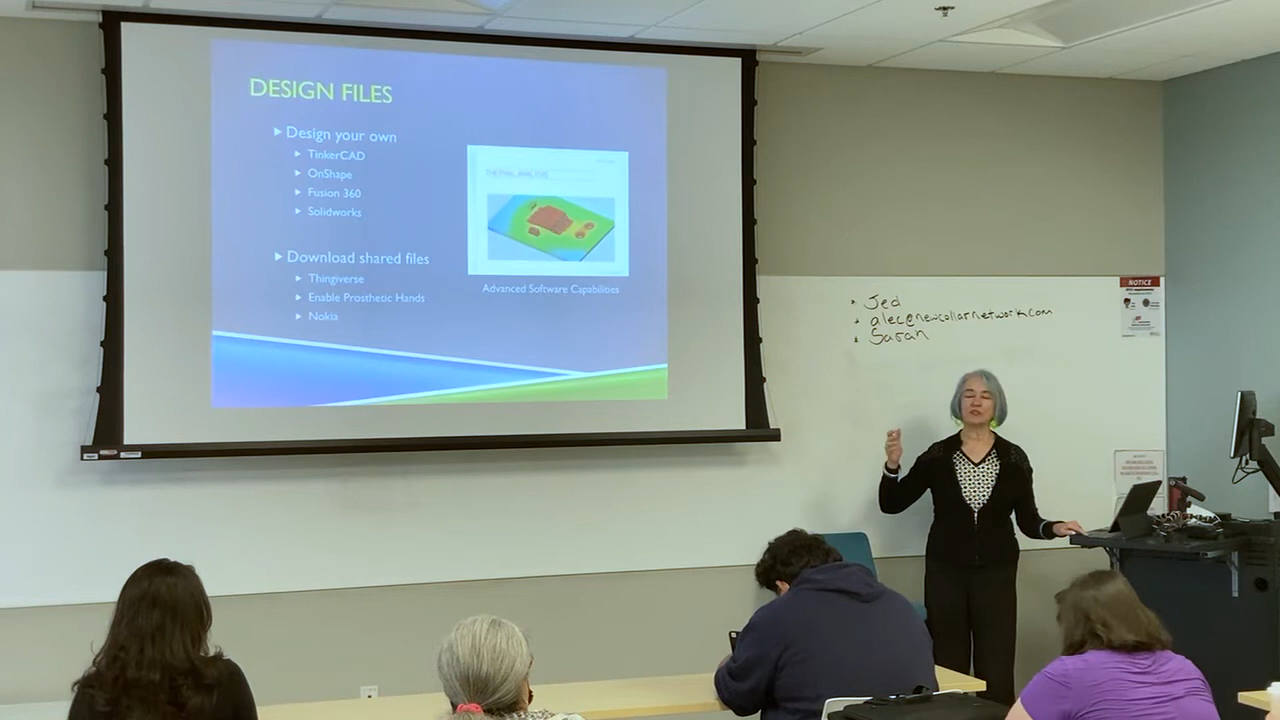 DESIGN FILES
Design your own
TinkerCAD
OnShape
Fusion 360
Solidworks
Download shared files
Thingiverse
Enable Prosthetic Hands
Nokia
THERMAL ANALYSIS
Advanced Software Capabilities
Jed
alec@newcollarnetwork.com
Sarah
NOTICE